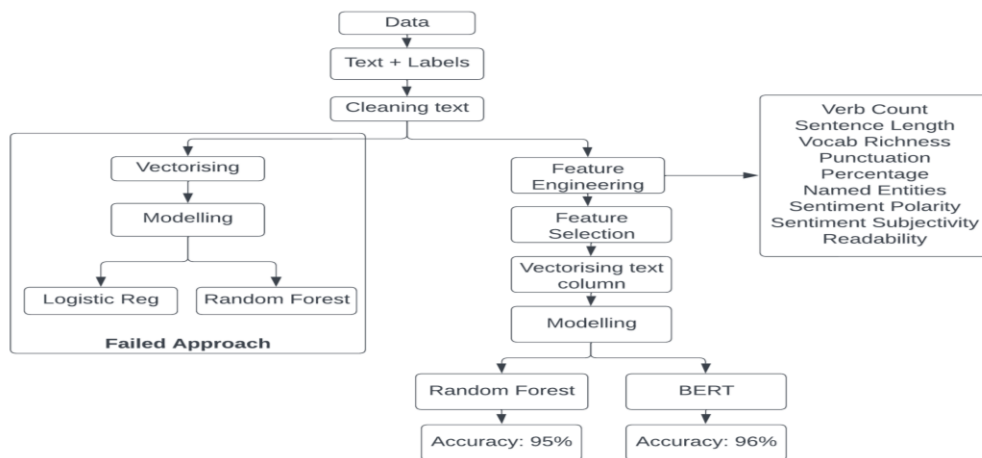 Data
Text + Labels
Cleaning text
Vectorising
Modelling
Logistic Reg
Random Forest
Failed Approach
Feature
Engineering
Feature
Selection
Vectorising text
column
Modelling
Random Forest
BERT
Accuracy: 95%
Accuracy: 96%
Verb Count
Sentence Length
Vocab Richness
Punctuation
Percentage
Named Entities
Sentiment Polarity
Sentiment Subjectivity
Readability